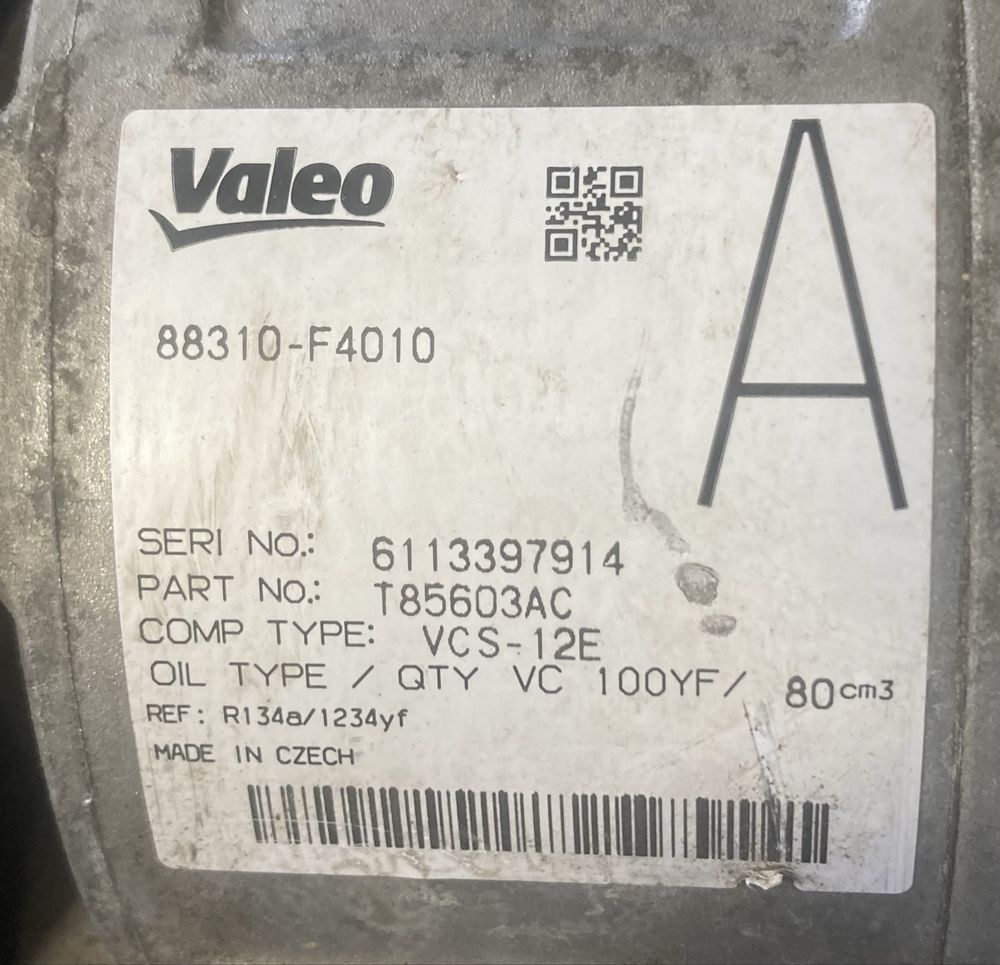 Valeo
A
88310-F4010
SERI NO.: 6113397914
PART NO.: T85603AC
COMP TYPE: VCS-12E
OIL TYPE / QTY VC 100YF/ 80cm3
REF: R134a/1234yf
MADE IN CZECH